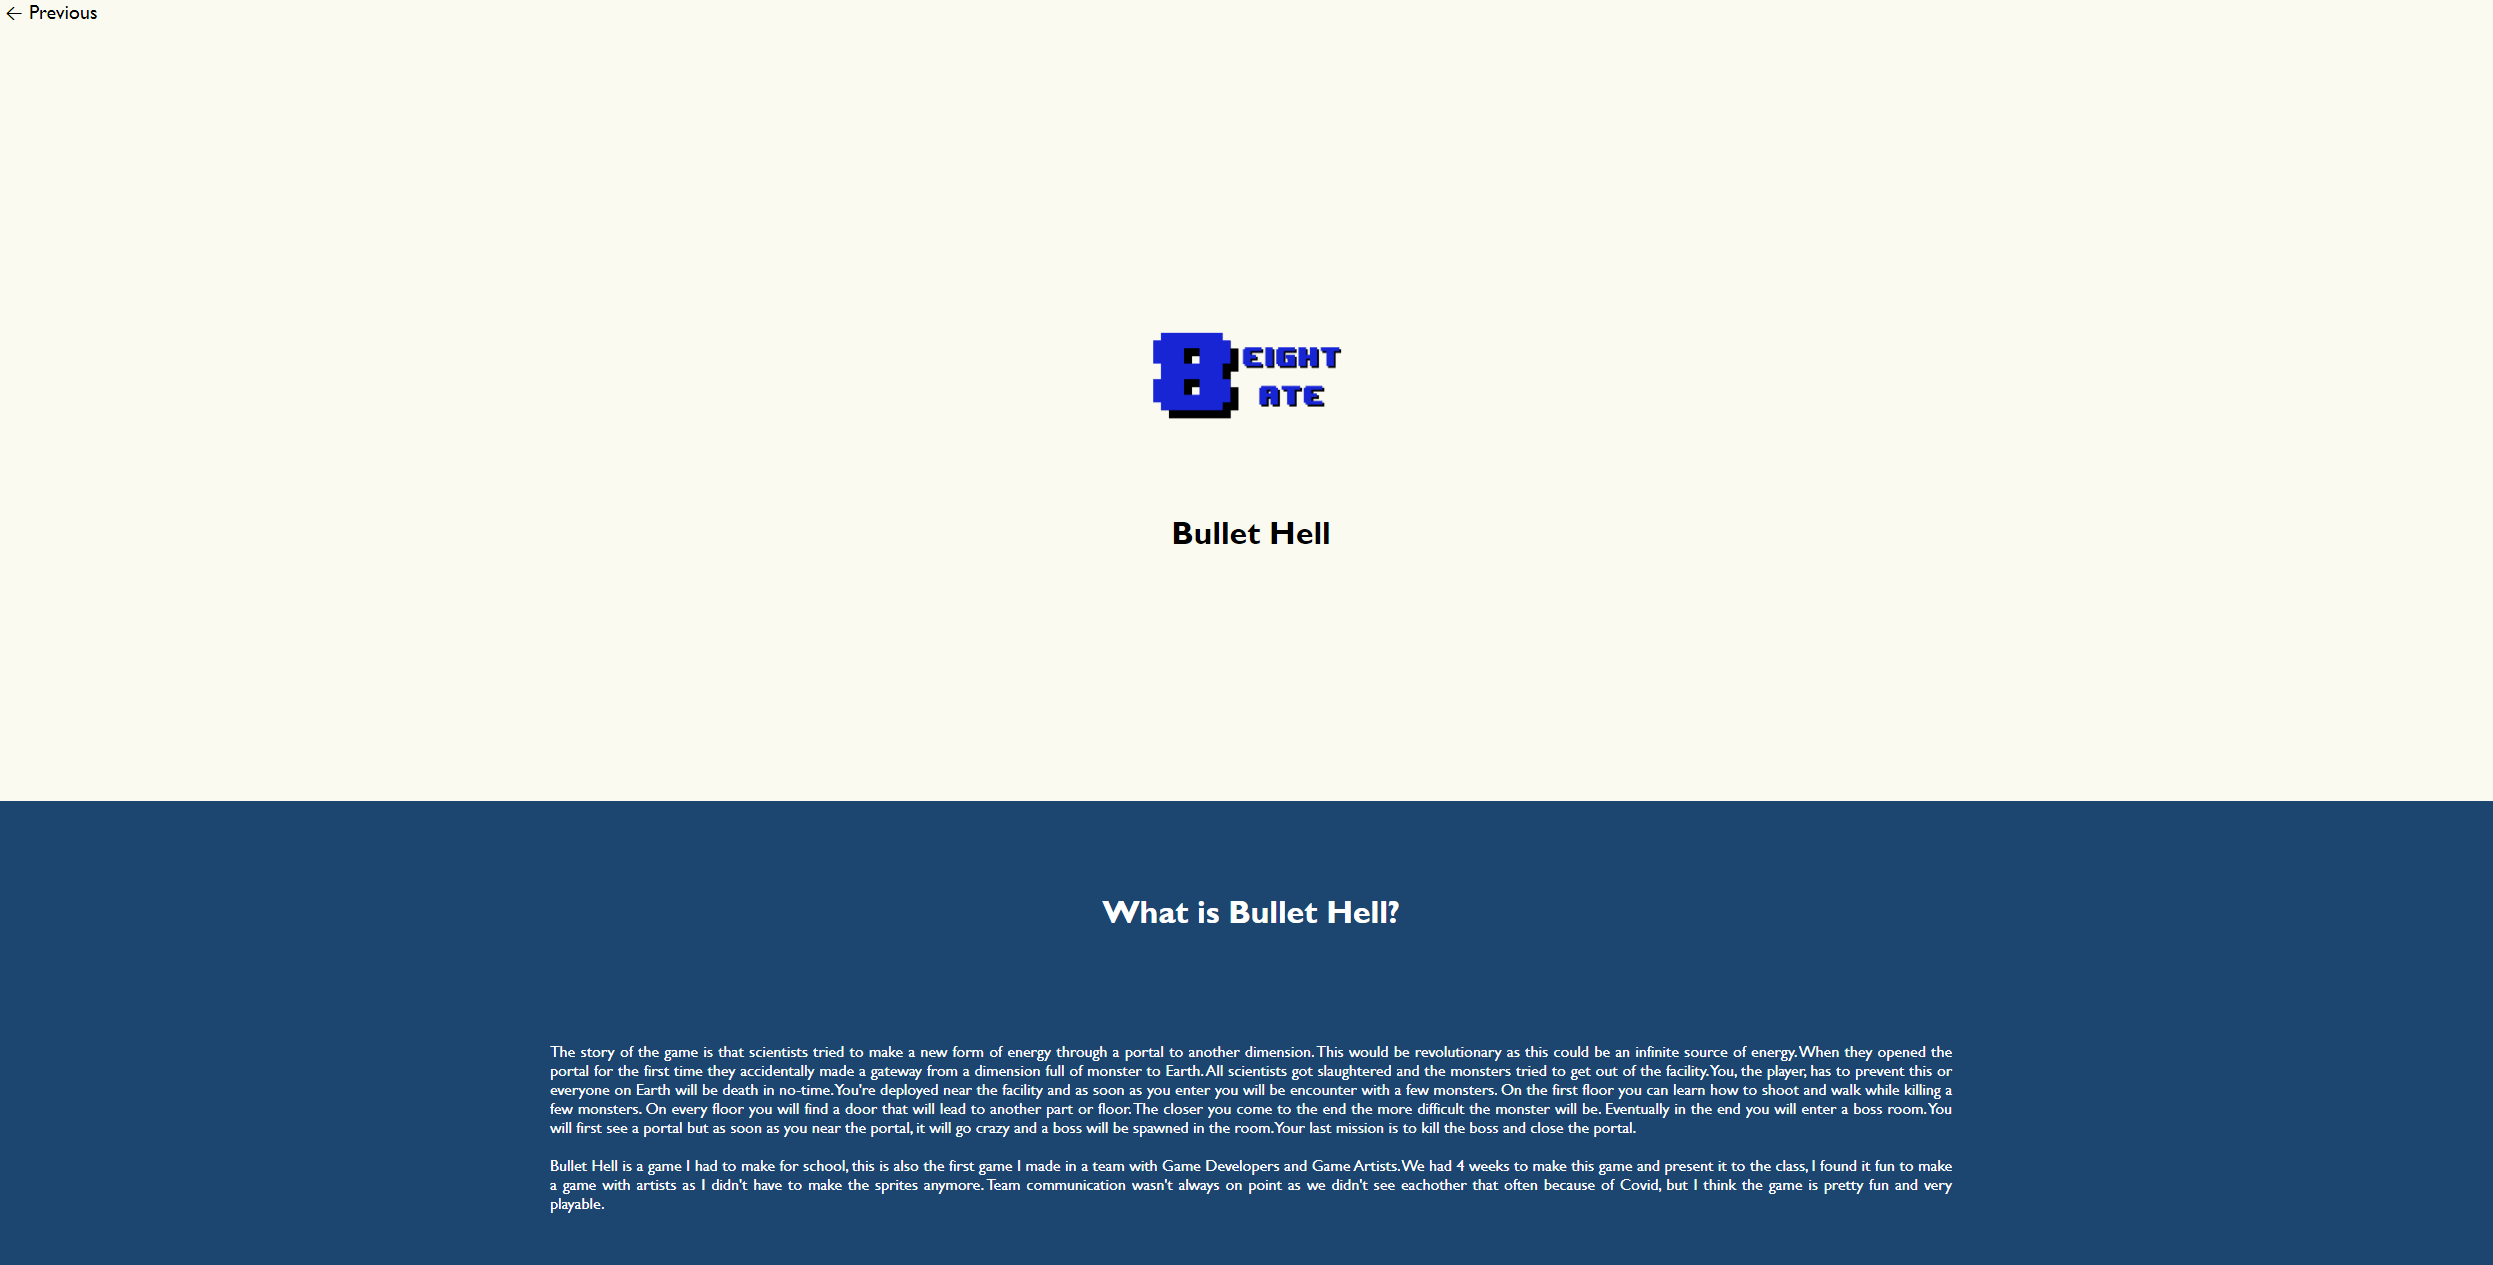 ← Previous
8 EIGHT
ATE
Bullet Hell
What is Bullet Hell?
The story of the game is that scientists tried to make a new form of energy through a portal to another dimension. This would be revolutionary as this could be an infinite source of energy. When they opened the
portal for the first time they accidentally made a gateway from a dimension full of monster to Earth. All scientists got slaughtered and the monsters tried to get out of the facility. You, the player, has to prevent this or
everyone on Earth will be death in no-time. You're deployed near the facility and as soon as you enter you will be encounter with a few monsters. On the first floor you can learn how to shoot and walk while killing a
few monsters. On every floor you will find a door that will lead to another part or floor. The closer you come to the end the more difficult the monster will be. Eventually in the end you will enter a boss room. You
will first see a portal but as soon as you near the portal, it will go crazy and a boss will be spawned in the room. Your last mission is to kill the boss and close the portal.
Bullet Hell is a game I had to make for school, this is also the first game I made in a team with Game Developers and Game Artists. We had 4 weeks to make this game and present it to the class, I found it fun to make
a game with artists as I didn't have to make the sprites anymore. Team communication wasn't always on point as we didn't see eachother that often because of Covid, but I think the game is pretty fun and very
playable.